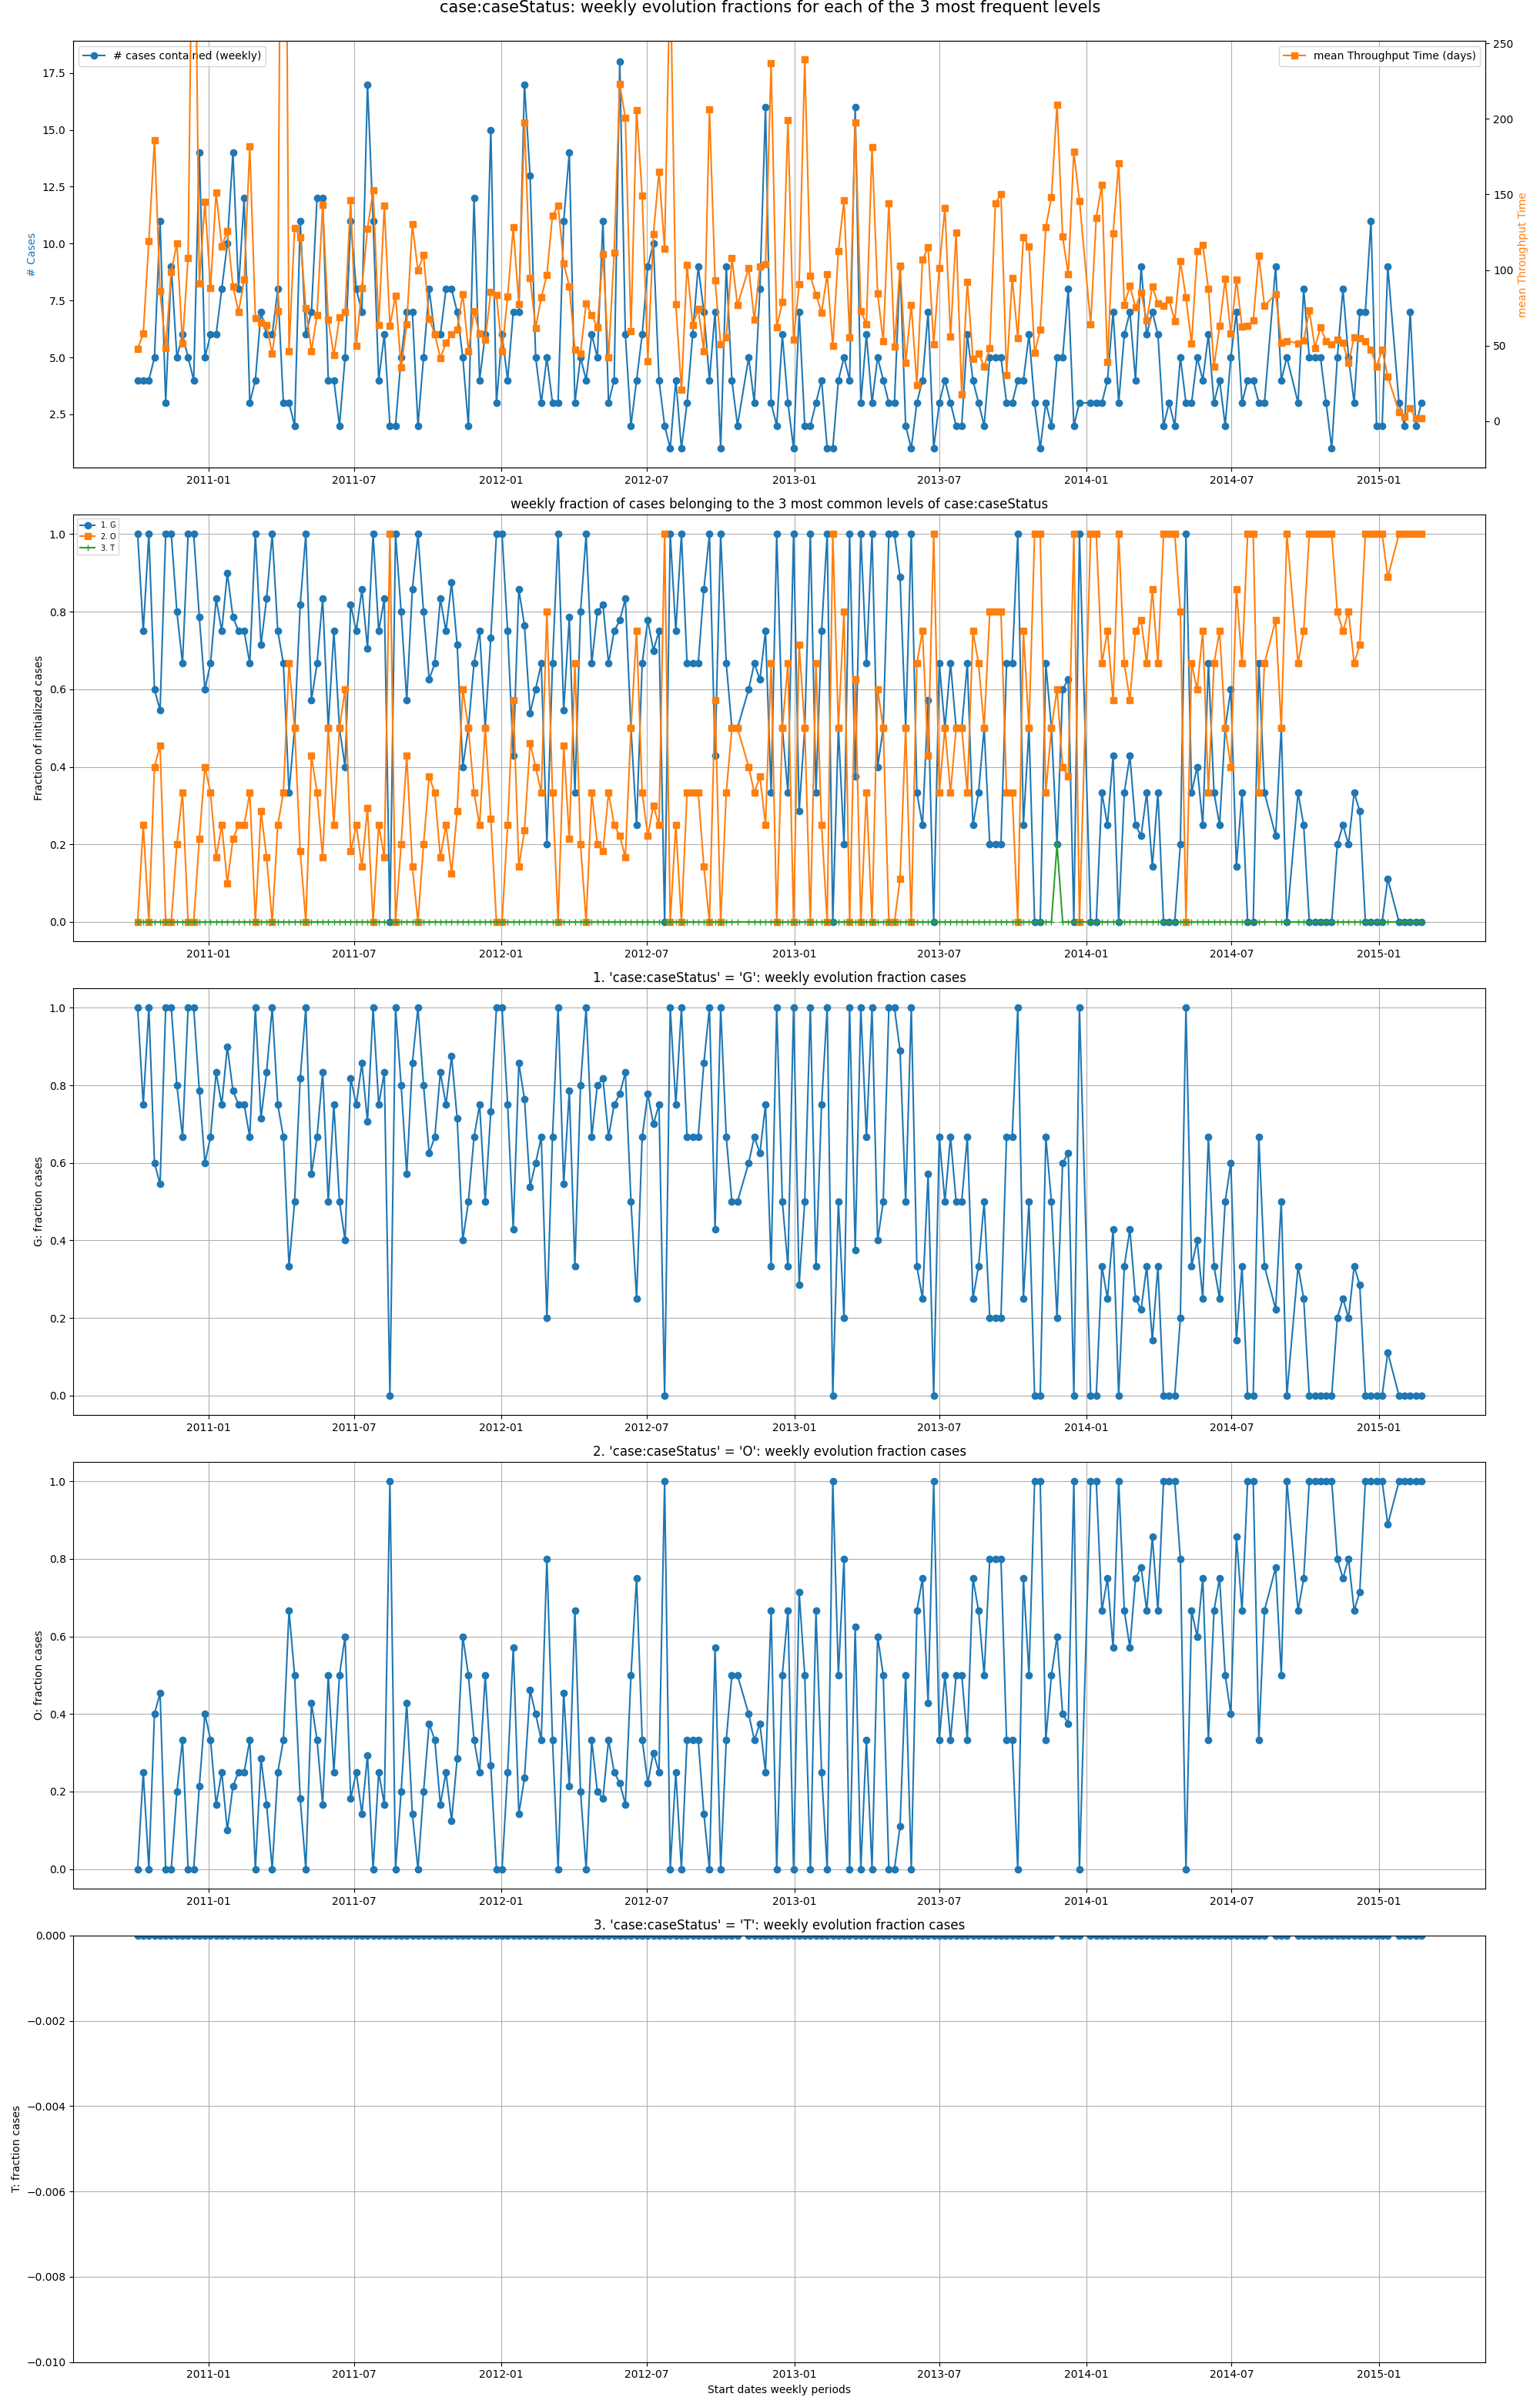 case:caseStatus: weekly evolution fractions for each of the 3 most frequent levels
# cases contained (weekly)
mean Throughput Time (days)
# Cases
mean Throughput Time
17.5
15.0
12.5
10.0
7.5
5.0
2.5
250
200
150
100
50
0
2011-01 2011-07 2012-01 2012-07 2013-01 2013-07 2014-01 2014-07 2015-01
weekly fraction of cases belonging to the 3 most common levels of case:caseStatus
1. G
2. O
3. T
Fraction of initialized cases
1.0
0.8
0.6
0.4
0.2
0.0
2011-01 2011-07 2012-01 2012-07 2013-01 2013-07 2014-01 2014-07 2015-01
1. 'case:caseStatus' = 'G': weekly evolution fraction cases
G: fraction cases
1.0
0.8
0.6
0.4
0.2
0.0
2011-01 2011-07 2012-01 2012-07 2013-01 2013-07 2014-01 2014-07 2015-01
2. 'case:caseStatus' = 'O': weekly evolution fraction cases
O: fraction cases
1.0
0.8
0.6
0.4
0.2
0.0
2011-01 2011-07 2012-01 2012-07 2013-01 2013-07 2014-01 2014-07 2015-01
3. 'case:caseStatus' = 'T': weekly evolution fraction cases
T: fraction cases
0.000
−0.002
−0.004
−0.006
−0.008
−0.010
2011-01 2011-07 2012-01 2012-07 2013-01 2013-07 2014-01 2014-07 2015-01
Start dates weekly periods